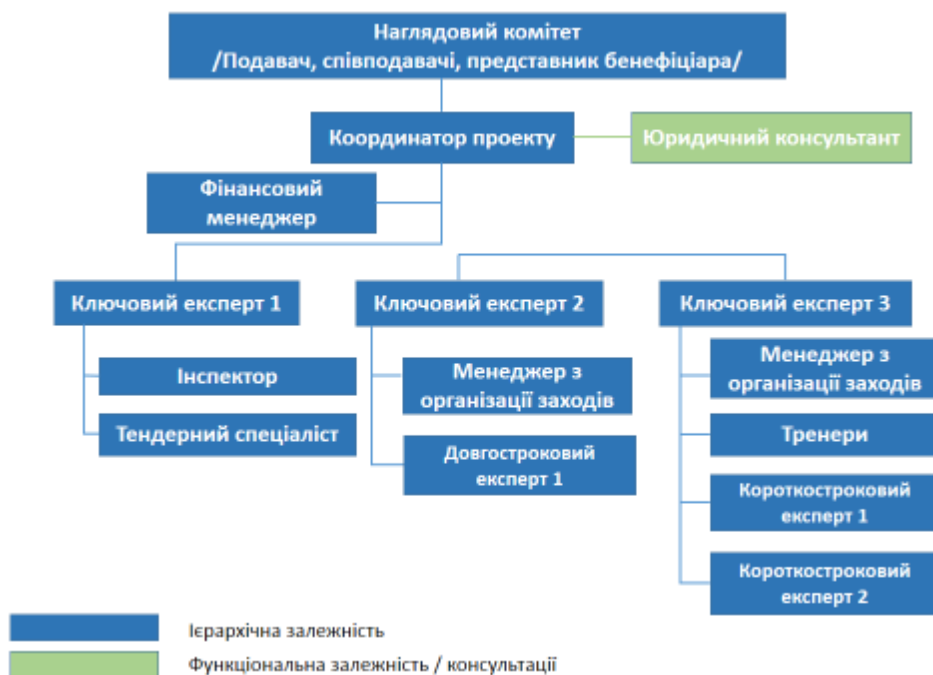 Наглядовий комітет
/Подавач, співподавачі, представник бенефіціара/
Координатор проекту
Юридичний консультант
Фінансовий
менеджер
Ключовий експерт 1
Ключовий експерт 2
Ключовий експерт 3
Інспектор
Тендерний спеціаліст
Менеджер з
організації заходів
Довгостроковий
експерт 1
Менеджер з
організації заходів
Тренери
Короткостроковий
експерт 1
Короткостроковий
експерт 2
Ієрархічна залежність
Функціональна залежність / консультації